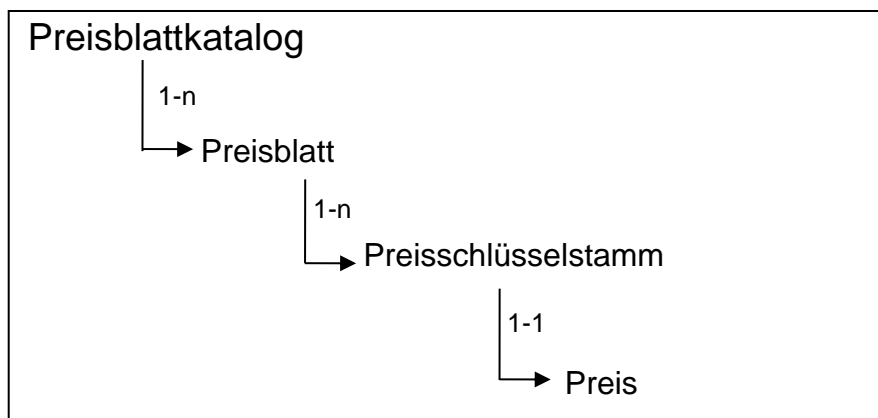 Preisblattkatalog
1-n
Preisblatt
1-n
Preisschlüsselstamm
1-1
Preis